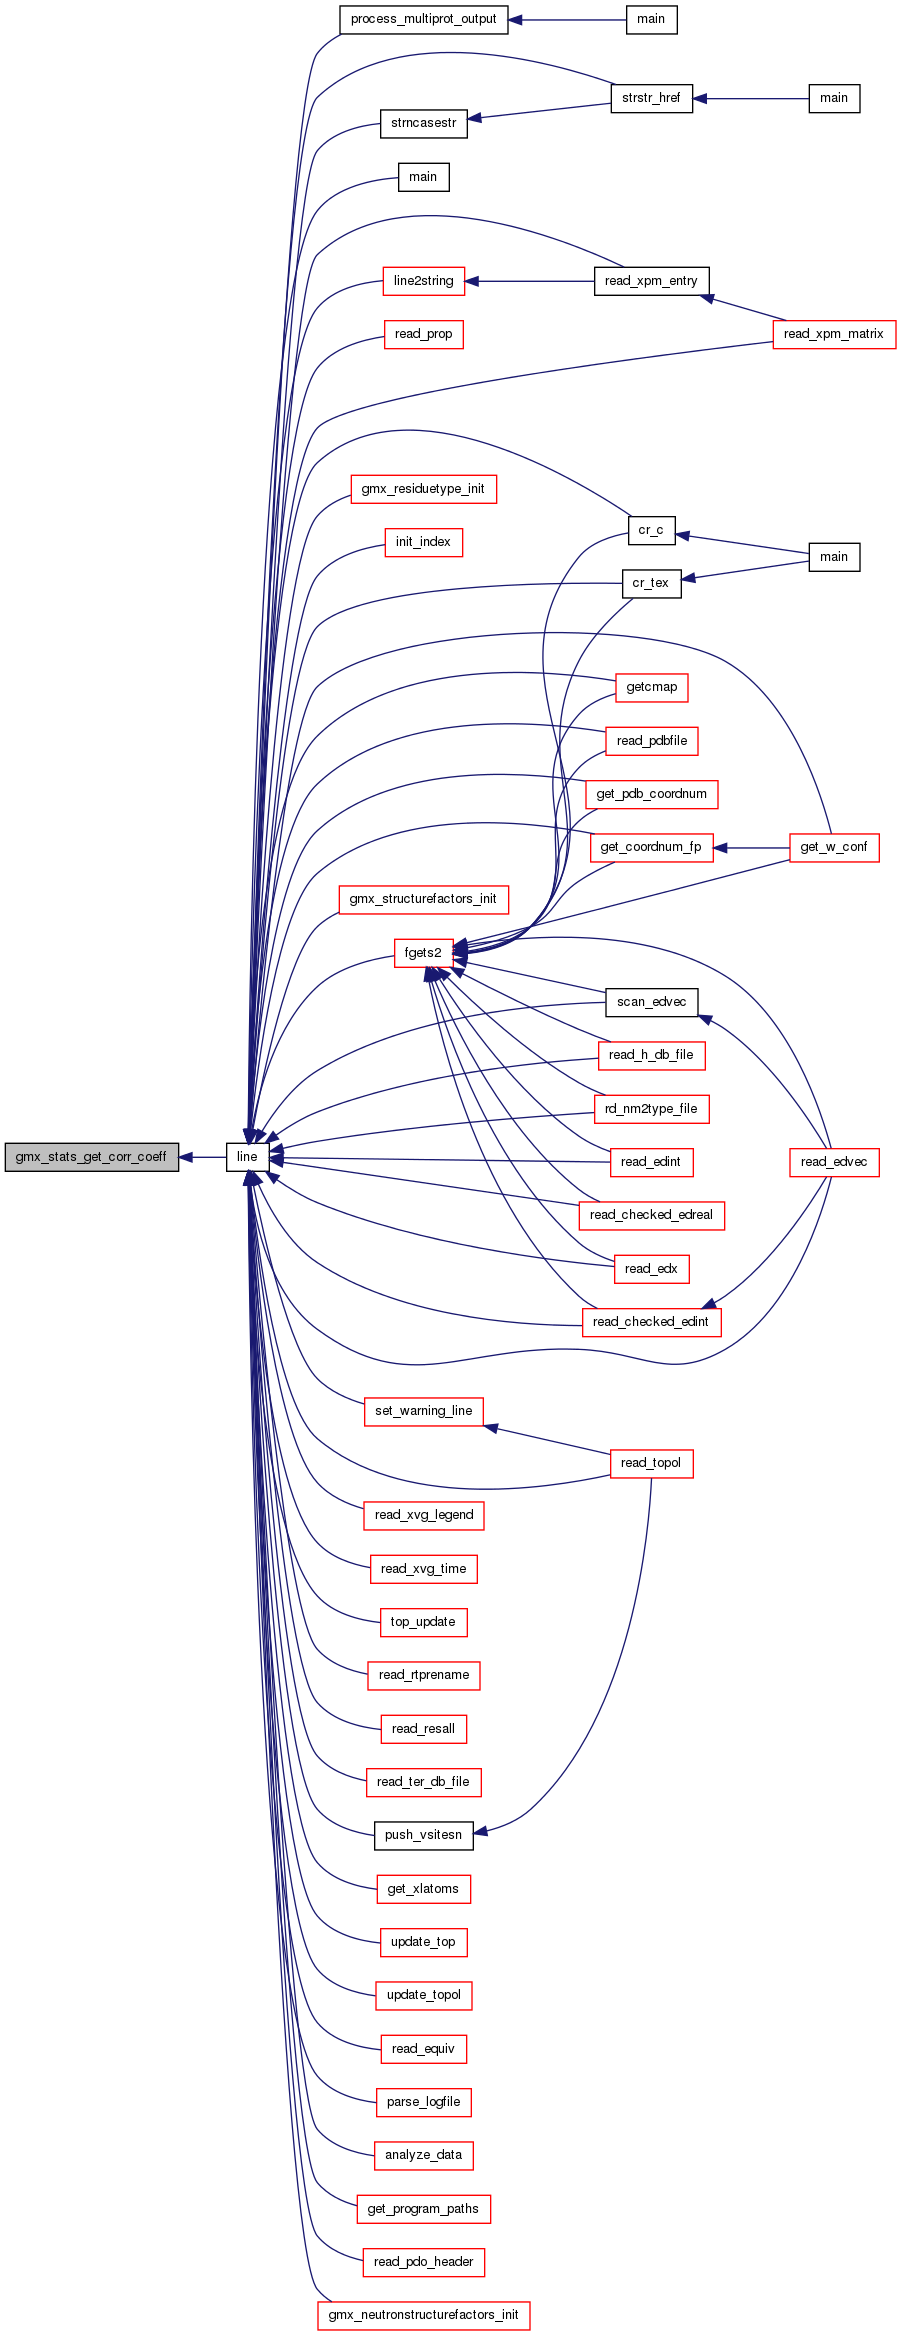 process_multiprot_output
main
strstr_href
main
strncasestr
main
line2string
read_xpm_entry
read_prop
read_xpm_matrix
gmx_residuetype_init
cr_c
init_index
main
cr_tex
getcmap
read_pdbfile
get_pdb_coordnum
get_coordnum_fp
get_w_conf
gmx_structurefactors_init
fgets2
scan_edvec
read_h_db_file
rd_nm2type_file
gmx_stats_get_corr_coeff
line
read_edint
read_edvec
read_checked_edreal
read_edx
read_checked_edint
set_warning_line
read_topol
read_xvg_legend
read_xvg_time
top_update
read_rtprename
read_resall
read_ter_db_file
push_vsitesn
get_xlatoms
update_top
update_topol
read_equiv
parse_logfile
analyze_data
get_program_paths
read_pdo_header
gmx_neutronstructurefactors_init